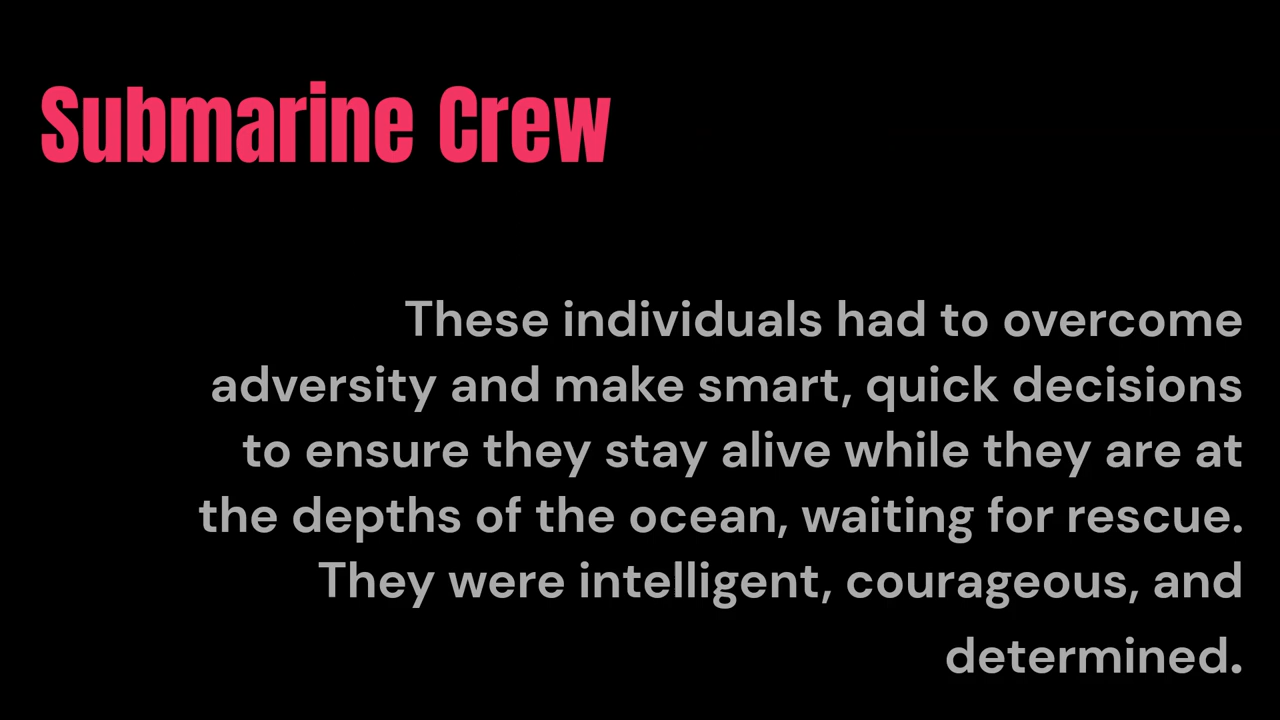 Submarine Crew
These individuals had to overcome
adversity and make smart, quick decisions
to ensure they stay alive while they are at
the depths of the ocean, waiting for rescue.
They were intelligent, courageous, and
determined.